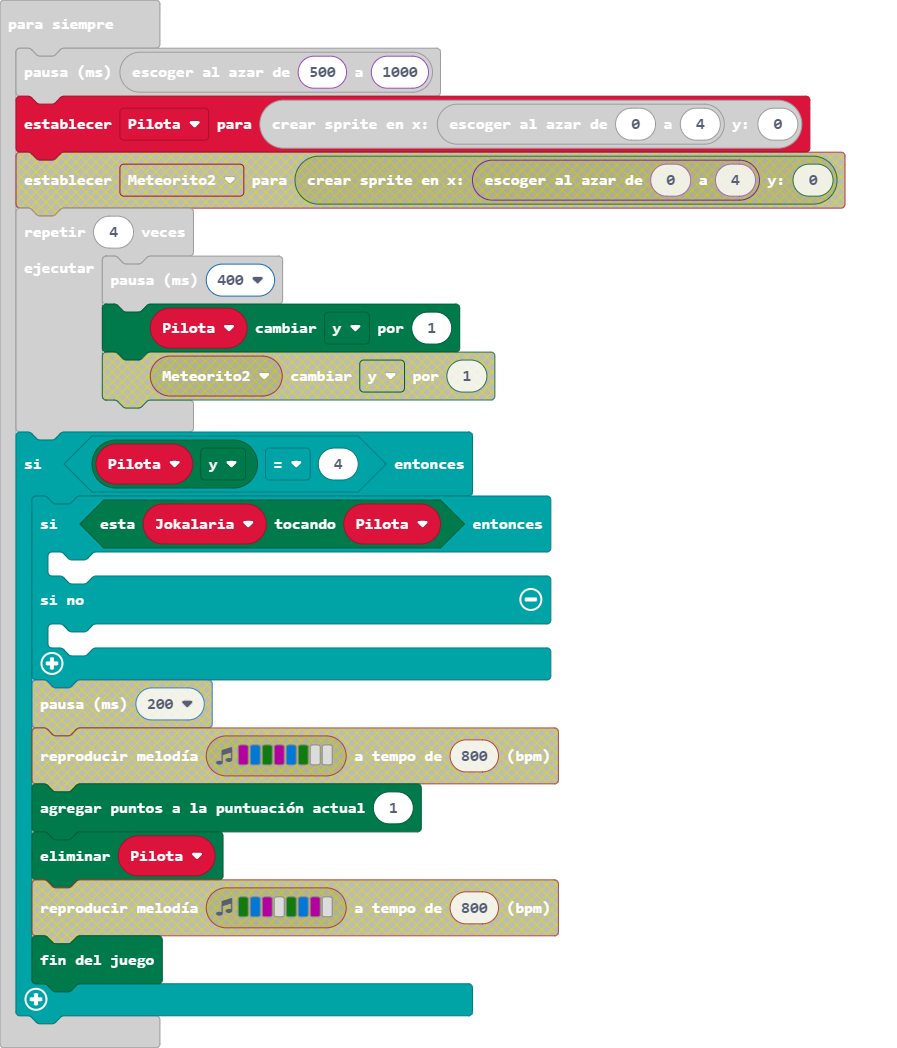 para siempre
pausa (ms) escoger al azar de 500 a 1000
establecer Pilota para crear sprite en x: escoger al azar de 0 a 4 y: 0
establecer Meteorito2 para crear sprite en x: escoger al azar de 0 a 4 y: 0
repetir 4 veces
ejecutar
pausa (ms) 400
Pilota cambiar y por 1
Meteorito2 cambiar y por 1
si Pilota y = 4 entonces
si esta Jokalaria tocando Pilota entonces
si no
pausa (ms) 200
reproducir melodía a tempo de 800 (bpm)
agregar puntos a la puntuación actual 1
eliminar Pilota
reproducir melodía a tempo de 800 (bpm)
fin del juego